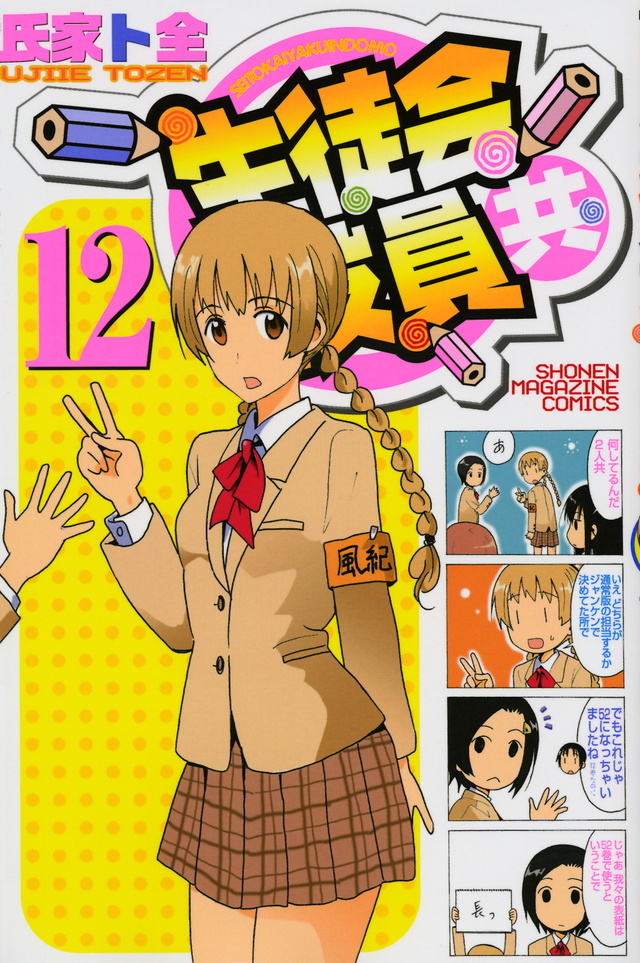 氏家卜全
UJIIE TOZEN
SEITOKAIYAKUINDOMO
生徒会
役員
共
12
SHONEN
MAGAZINE
COMICS
風紀
何してるんだ
2人共
あ
いえ どちらが
通常版の担当するか
ジャンケンで
決めてた所で
でもこれじゃ
52になっちゃい
ましたね
じゃあ 我々の表紙は
52巻で使うと
いうことで
長っ